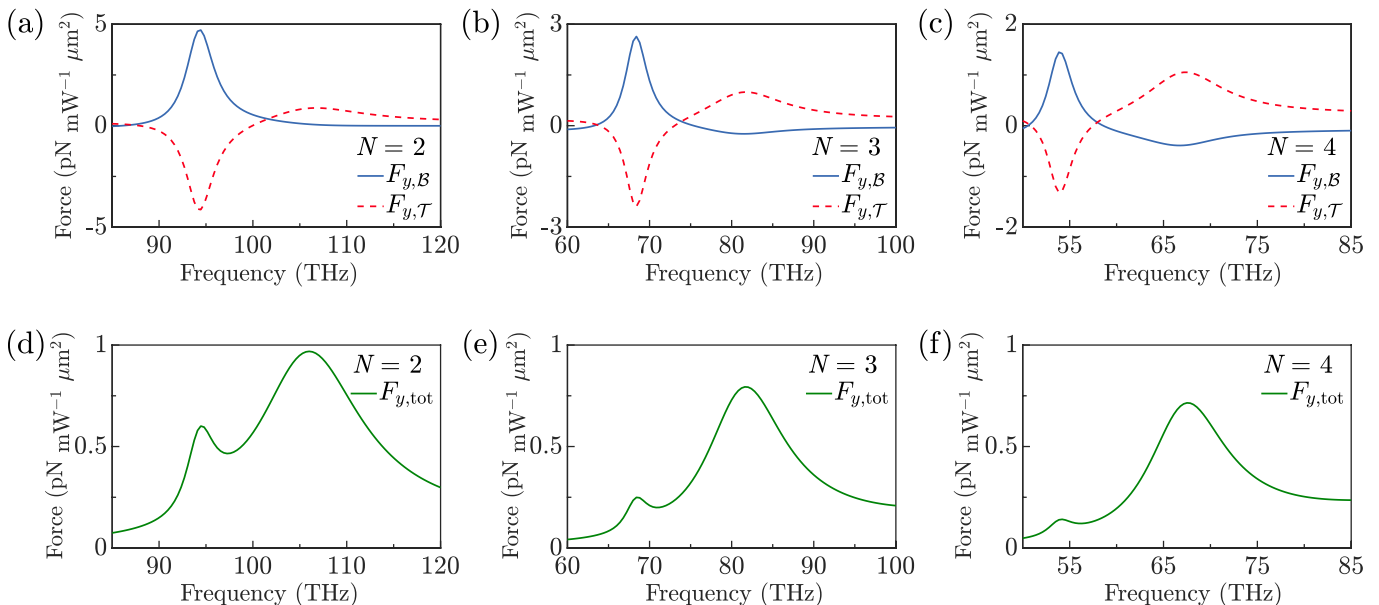 (a)
Force (pN mW⁻¹ μm²)
5
0
-5
N = 2
F_{y,ℬ}
F_{y,𝒯}
90 100 110 120
Frequency (THz)
(b)
Force (pN mW⁻¹ μm²)
3
0
-3
N = 3
F_{y,ℬ}
F_{y,𝒯}
60 70 80 90 100
Frequency (THz)
(c)
Force (pN mW⁻¹ μm²)
2
0
-2
N = 4
F_{y,ℬ}
F_{y,𝒯}
55 65 75 85
Frequency (THz)
(d)
Force (pN mW⁻¹ μm²)
1
0.5
0
N = 2
F_{y,tot}
90 100 110 120
Frequency (THz)
(e)
Force (pN mW⁻¹ μm²)
1
0.5
0
N = 3
F_{y,tot}
60 70 80 90 100
Frequency (THz)
(f)
Force (pN mW⁻¹ μm²)
1
0.5
0
N = 4
F_{y,tot}
55 65 75 85
Frequency (THz)